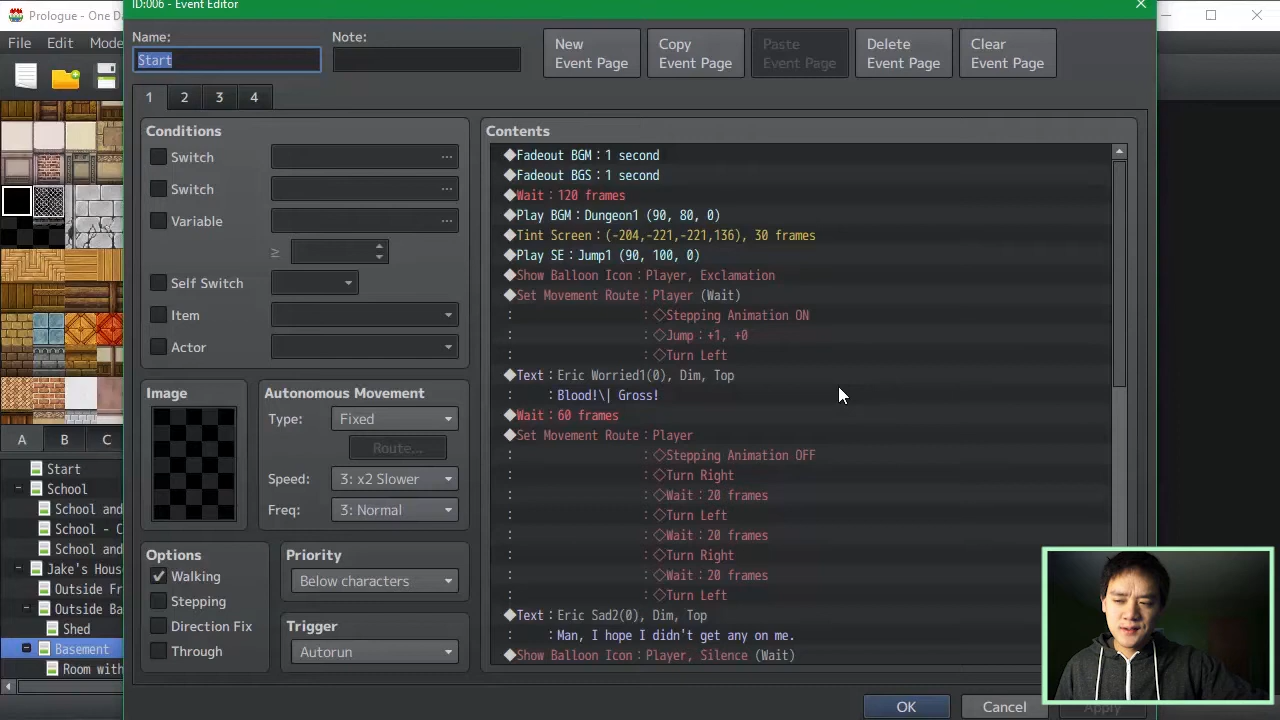 Prologue - One Da
ID:006 - Event Editor
File Edit Mode
Name:
Start
Note:
New
Event Page
Copy
Event Page
Paste
Event Page
Delete
Event Page
Clear
Event Page
1 2 3 4
Conditions
Switch ...
Switch ...
Variable ...
≥
Self Switch
Item
Actor
Image
Autonomous Movement
Type: Fixed
Route...
Speed: 3: x2 Slower
Freq: 3: Normal
Options
Walking
Stepping
Direction Fix
Through
Priority
Below characters
Trigger
Autorun
Contents
◆Fadeout BGM : 1 second
◆Fadeout BGS : 1 second
◆Wait : 120 frames
◆Play BGM : Dungeon1 (90, 80, 0)
◆Tint Screen : (-204,-221,-221,136), 30 frames
◆Play SE : Jump1 (90, 100, 0)
◆Show Balloon Icon : Player, Exclamation
◆Set Movement Route : Player (Wait)
: : ◇Stepping Animation ON
: : ◇Jump : +1, +0
: : ◇Turn Left
◆Text : Eric Worried1(0), Dim, Top
: : Blood!\| Gross!
◆Wait : 60 frames
◆Set Movement Route : Player
: : ◇Stepping Animation OFF
: : ◇Turn Right
: : ◇Wait : 20 frames
: : ◇Turn Left
: : ◇Wait : 20 frames
: : ◇Turn Right
: : ◇Wait : 20 frames
: : ◇Turn Left
◆Text : Eric Sad2(0), Dim, Top
: : Man, I hope I didn't get any on me.
◆Show Balloon Icon : Player, Silence (Wait)
A B C
Start
School
School and
School - C
School and
Jake's Hous
Outside Fr
Outside Ba
Shed
Basement
Room with
OK Cancel Apply